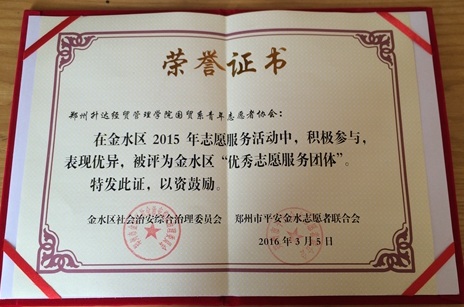 荣誉证书
郑州升达经贸管理学院国贸系青年志愿者协会：
在金水区 2015 年志愿服务活动中，积极参与，
表现优异，被评为金水区“优秀志愿服务团体”。
特发此证，以资鼓励。
金水区社会治安综合治理委员会 郑州市平安金水志愿者联合会
2016 年 3 月 5 日